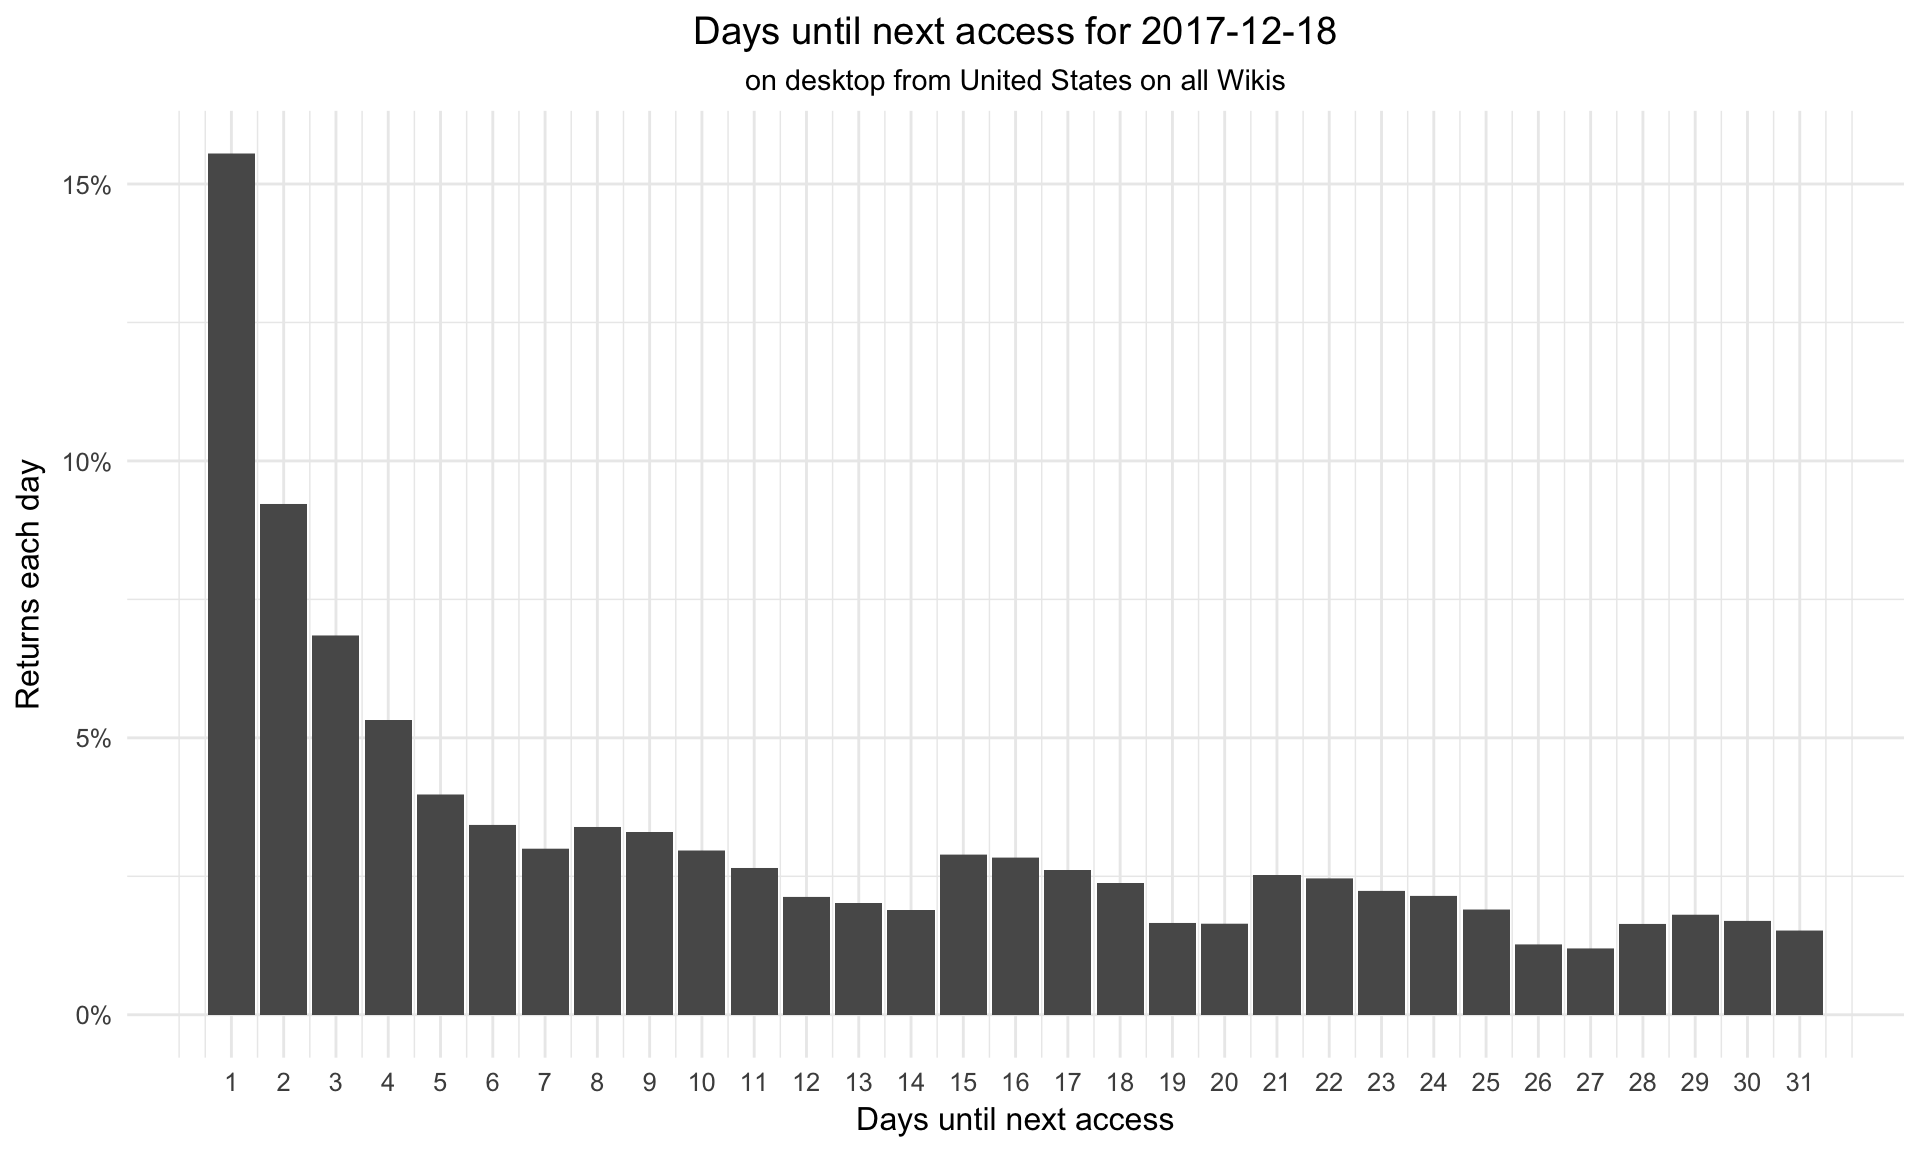 Days until next access for 2017-12-18
on desktop from United States on all Wikis
Returns each day
15%
10%
5%
0%
1 2 3 4 5 6 7 8 9 10 11 12 13 14 15 16 17 18 19 20 21 22 23 24 25 26 27 28 29 30 31
Days until next access